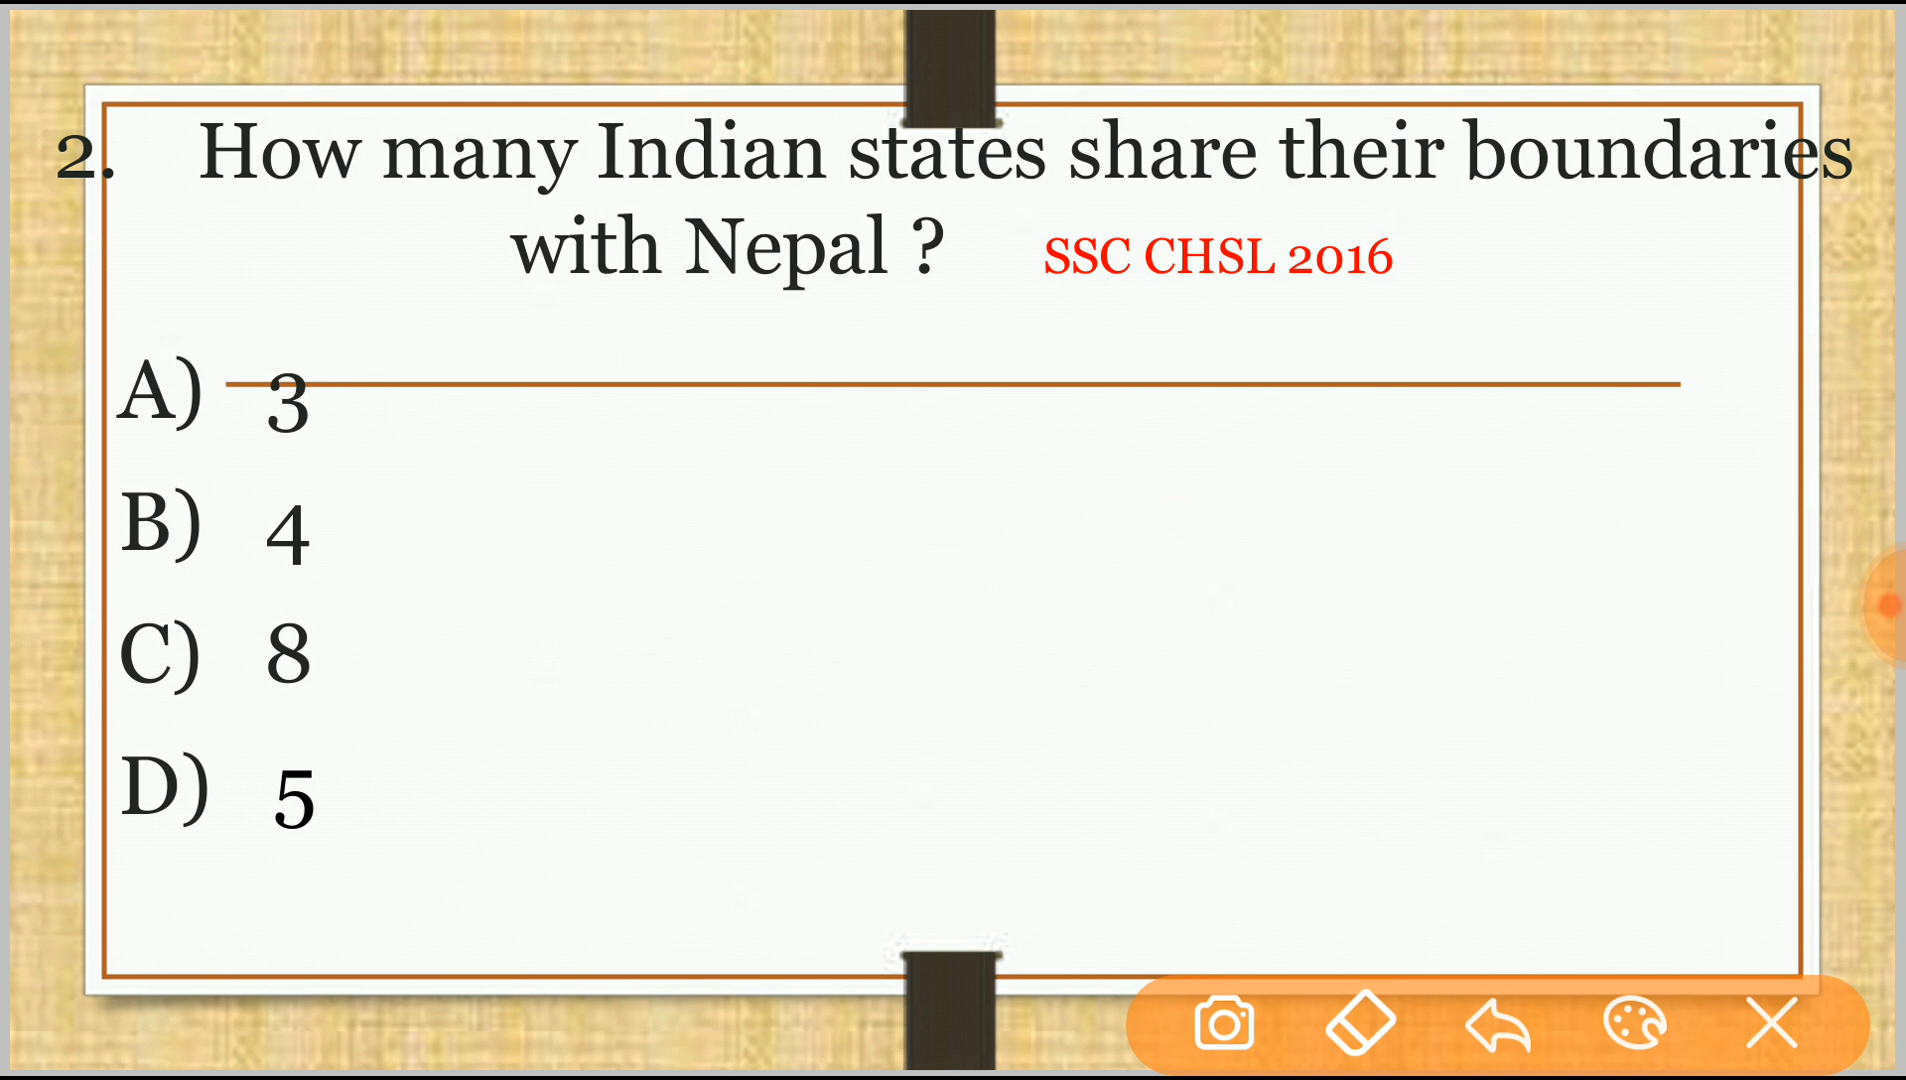 2. How many Indian states share their boundaries
with Nepal ? SSC CHSL 2016
A) 3
B) 4
C) 8
D) 5